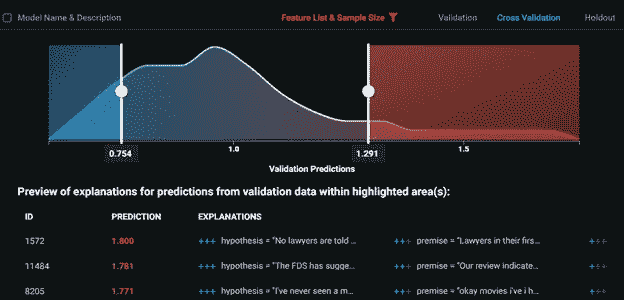 Model Name & Description Feature List & Sample Size Validation Cross Validation Holdout
0.754 1.0 1.291 1.5
Validation Predictions
Preview of explanations for predictions from validation data within highlighted area(s):
ID PREDICTION EXPLANATIONS
1572 1.800 +++ hypothesis = "No lawyers are told ... +++ premise = "Lawyers in their firs... +++
11484 1.781 +++ hypothesis = "The FDS has sugge... +++ premise = "Our review indicate... +++
8205 1.771 +++ hypothesis = "I've never seen a m... +++ premise = "okay movies i've i h... +++